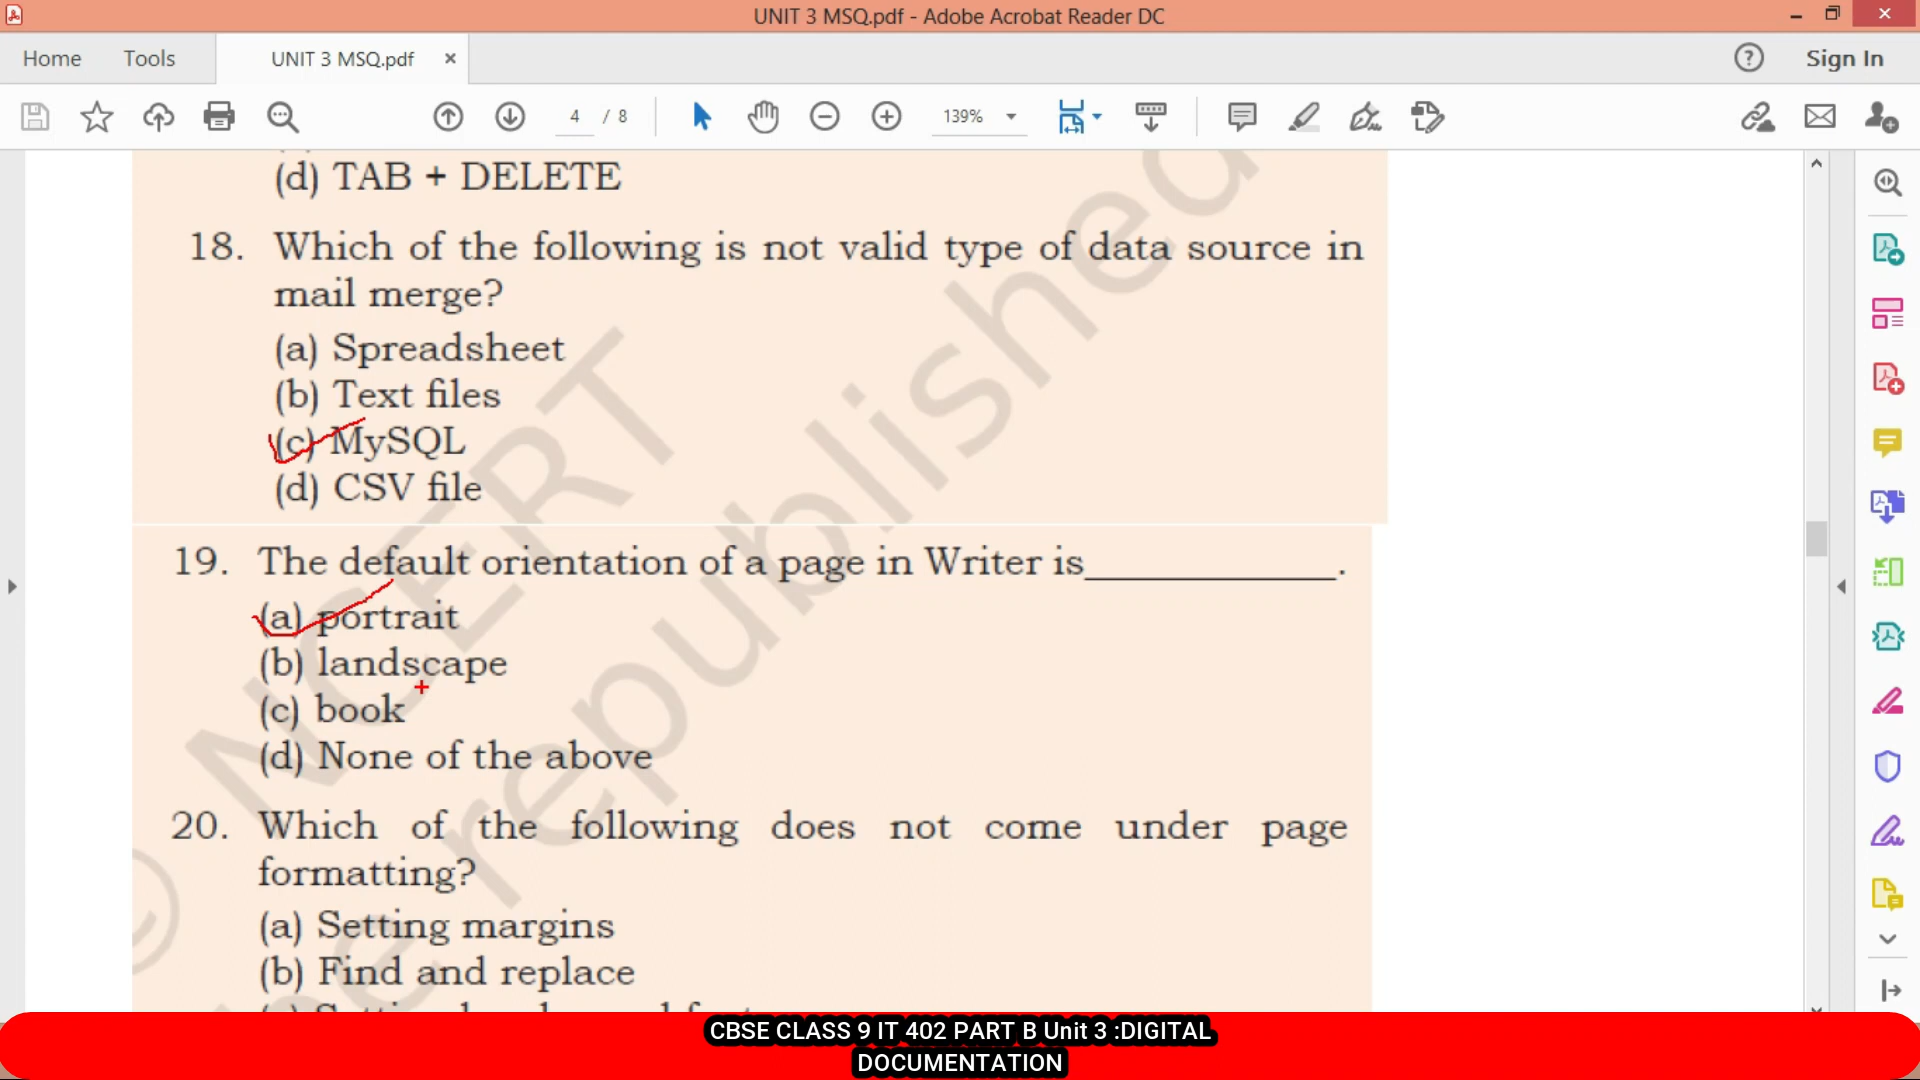 UNIT 3 MSQ.pdf - Adobe Acrobat Reader DC
Home Tools UNIT 3 MSQ.pdf × Sign In
4 / 8 139%
(d) TAB + DELETE
18. Which of the following is not valid type of data source in
mail merge?
(a) Spreadsheet
(b) Text files
(c) MySQL
(d) CSV file
19. The default orientation of a page in Writer is____________.
(a) portrait
(b) landscape
(c) book
(d) None of the above
20. Which of the following does not come under page
formatting?
(a) Setting margins
(b) Find and replace
© NCERT
republished
CBSE CLASS 9 IT 402 PART B Unit 3 :DIGITAL
DOCUMENTATION